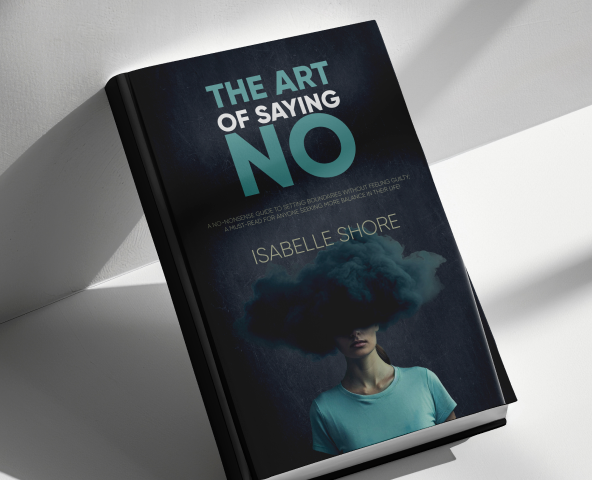 THE ART
OF SAYING
NO
A NO-NONSENSE GUIDE TO SETTING BOUNDARIES WITHOUT FEELING GUILTY.
A MUST-READ FOR ANYONE SEEKING MORE BALANCE IN THEIR LIFE!
ISABELLE SHORE